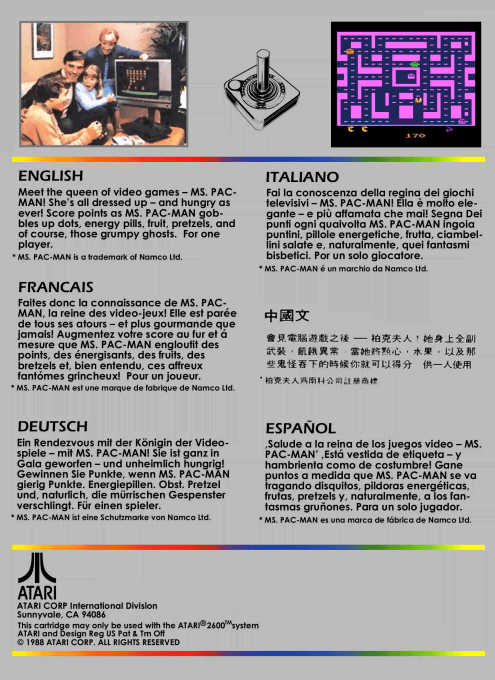 170
ENGLISH
Meet the queen of video games – MS. PAC-
MAN! She's all dressed up – and hungry as
ever! Score points as MS. PAC-MAN gob-
bles up dots, energy pills, fruit, pretzels, and
of course, those grumpy ghosts. For one
player.
* MS. PAC-MAN is a trademark of Namco Ltd.
FRANCAIS
Faites donc la connaissance de MS. PAC-
MAN, la reine des video-jeux! Elle est parée
de tous ses atours – et plus gourmande que
jamais! Augmentez votre score au fur et á
mesure que MS. PAC-MAN engloutit des
points, des énergisants, des fruits, des
bretzels et, bien entendu, ces affreux
fantómes grincheux! Pour un joueur.
* MS. PAC-MAN est une marque de fabrique de Namco Ltd.
DEUTSCH
Ein Rendezvous mit der Königin der Video-
spiele – mit MS. PAC-MAN! Sie ist ganz in
Gala geworfen – und unheimlich hungrig!
Gewinnen Sie Punkte, wenn MS. PAC-MAN
gierig Punkte. Energiepillen. Obst. Pretzel
und, naturlich, die mürrischen Gespenster
verschlingt. Für einen spieler.
* MS. PAC-MAN ist eine Schutzmarke von Namco Ltd.
ITALIANO
Fai la conoscenza della regina dei giochi
televisivi – MS. PAC-MAN! Ella è molto ele-
gante – e più affamata che mai! Segna Dei
punti ogni quaivolta MS. PAC-MAN ingoia
puntini, pillole energetiche, frutta, ciambel-
lini salate e, naturalmente, quei fantasmi
bisbetici. Per un solo giocatore.
* MS. PAC-MAN é un marchio da Namco Ltd.
中國文
會見電腦遊戲之後 —— 柏克夫人！她身上全副
武裝，飢餓異常 當她將點心，水果，以及那
些鬼怪吞下的時候你就可以得分 供一人使用
* 柏克夫人為南科公司註册商標
ESPAÑOL
‚Salude a la reina de los juegos video – MS.
PAC-MAN' ‚Está vestida de etiqueta – y
hambrienta como de costumbre! Gane
puntos a medida que MS. PAC-MAN se va
tragando disquitos, pildoras energéticas,
frutas, pretzels y, naturalmente, a los fan-
tasmas gruñones. Para un solo jugador.
* MS. PAC-MAN es una marca de fábrica de Namco Ltd.
ATARI
ATARI CORP International Division
Sunnyvale, CA 94086
This cartridge may only be used with the ATARI® 2600™system
ATARI and Design Reg US Pat & Tm Off
© 1988 ATARI CORP. ALL RIGHTS RESERVED